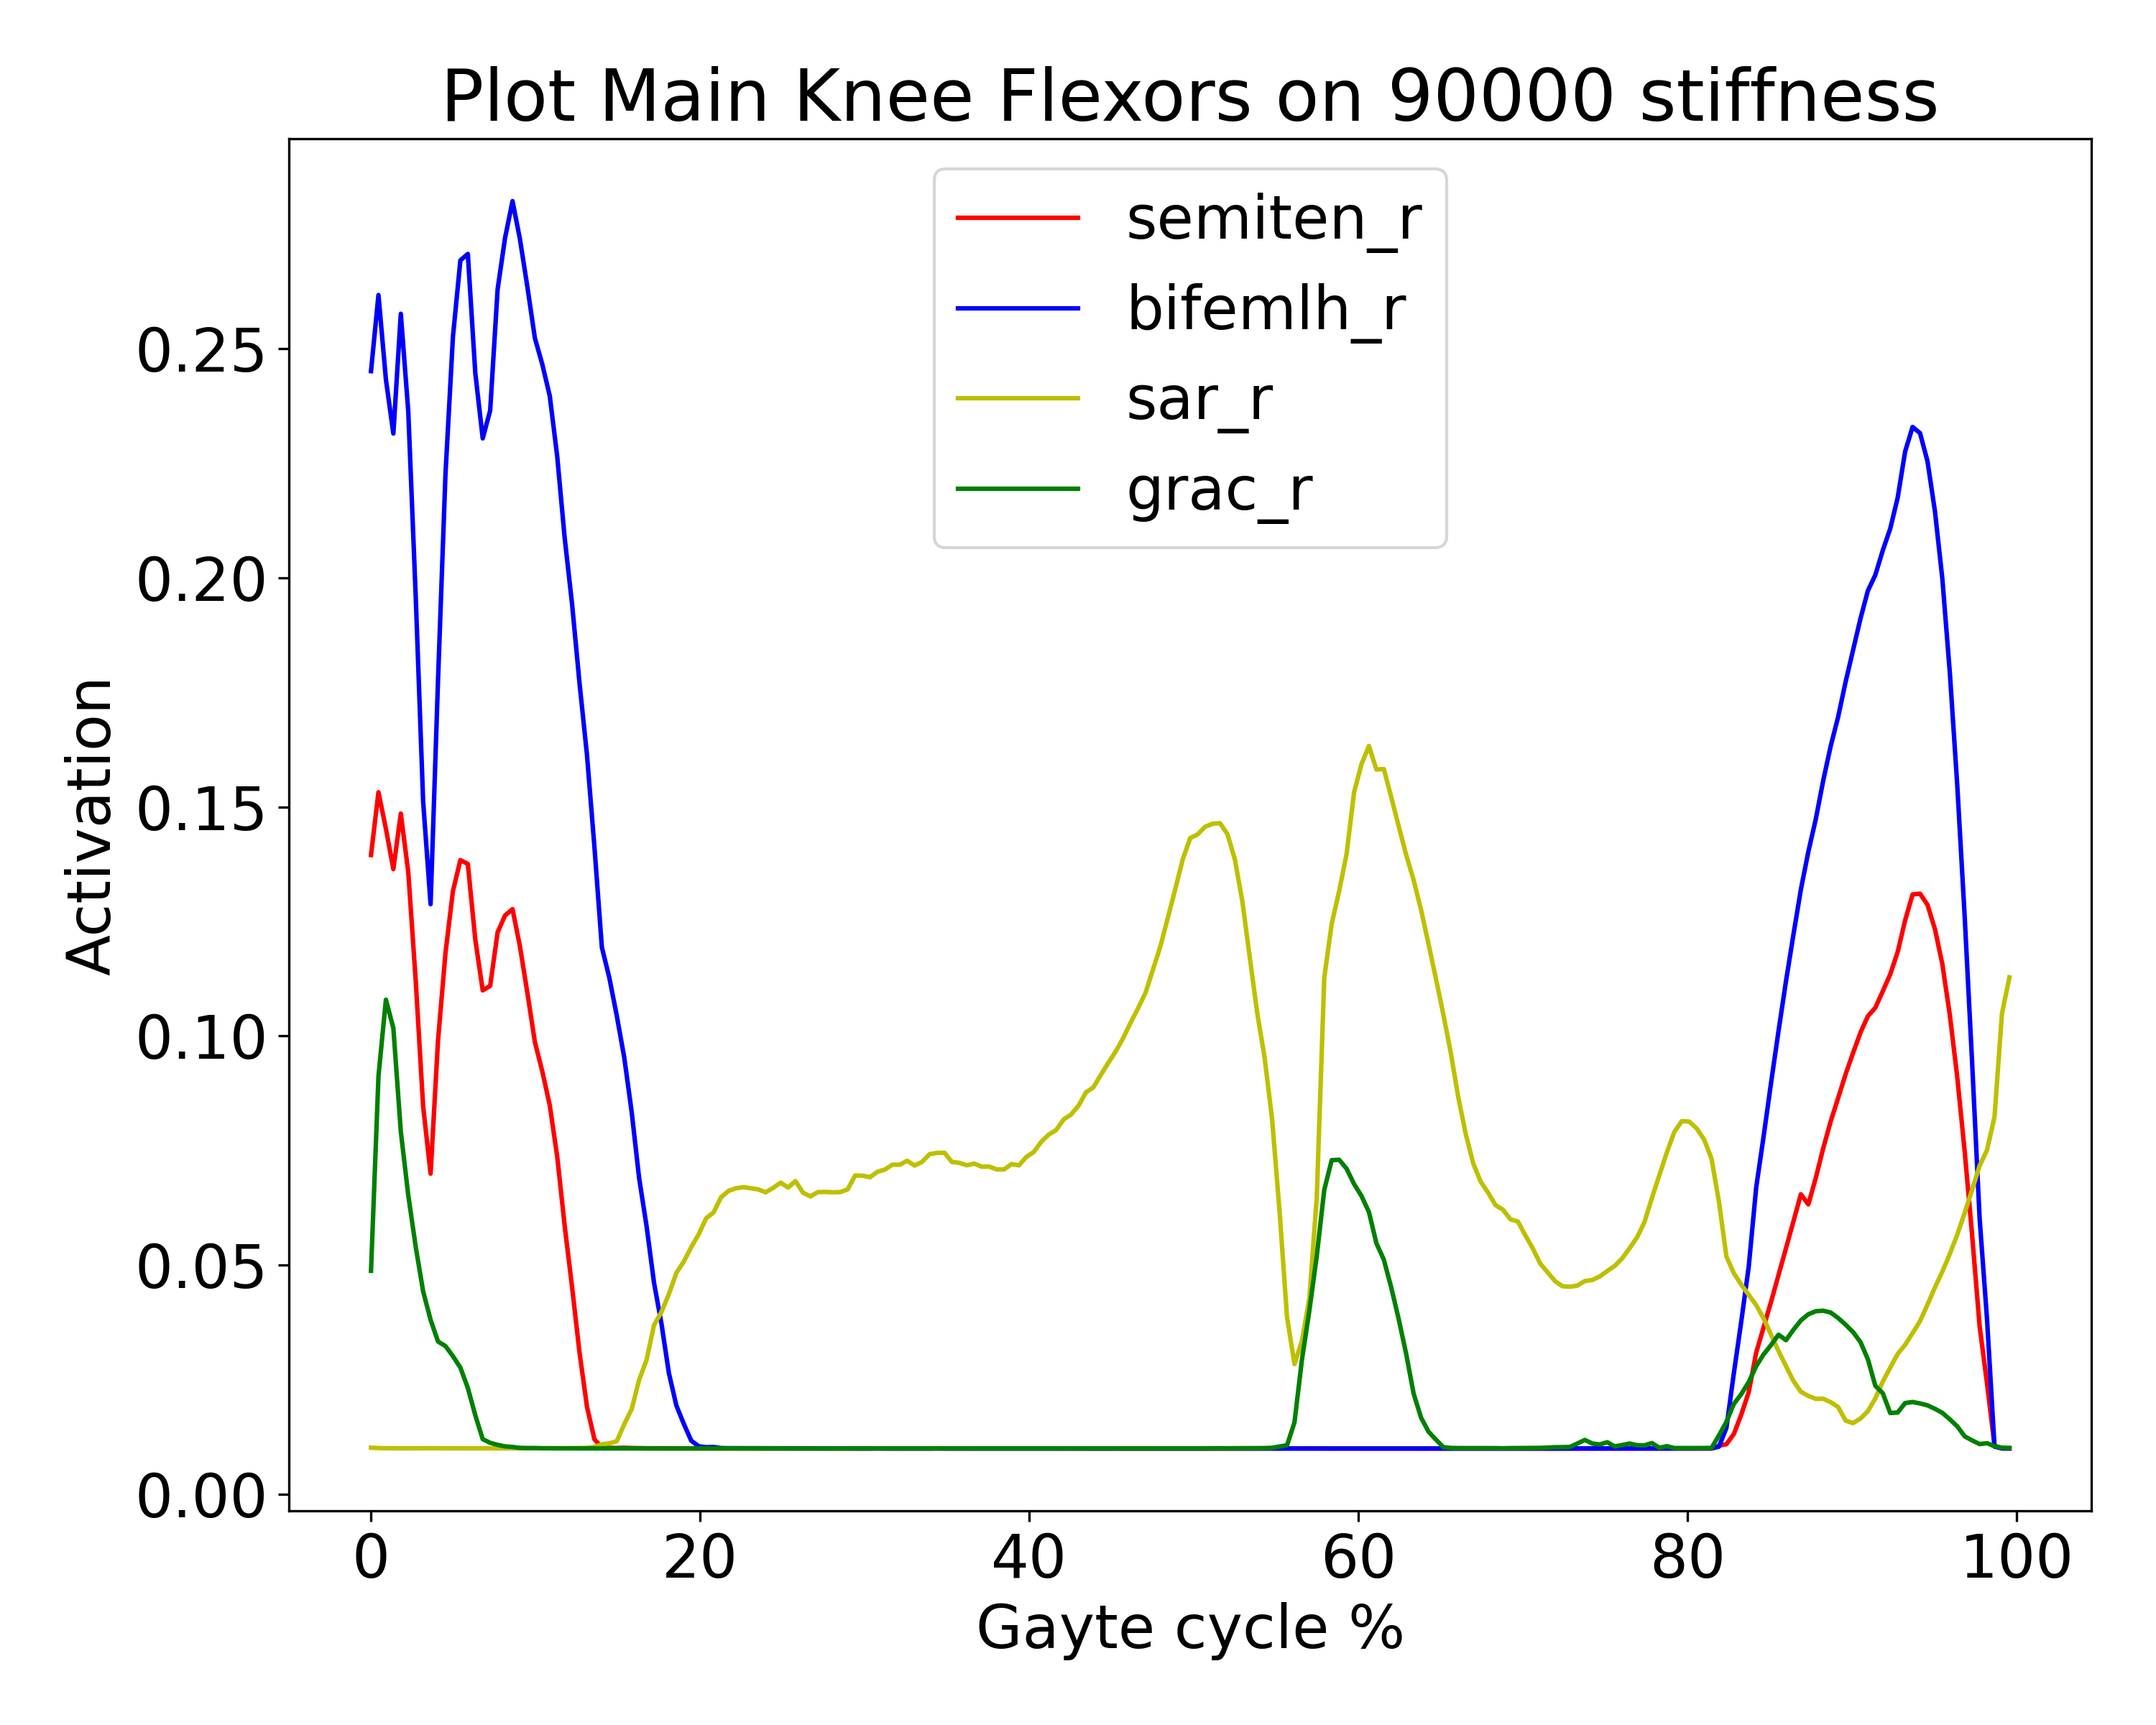 Plot Main Knee Flexors on 90000 stiffness
semiten_r
bifemlh_r
sar_r
grac_r
Activation
0.25
0.20
0.15
0.10
0.05
0.00
0 20 40 60 80 100
Gayte cycle %